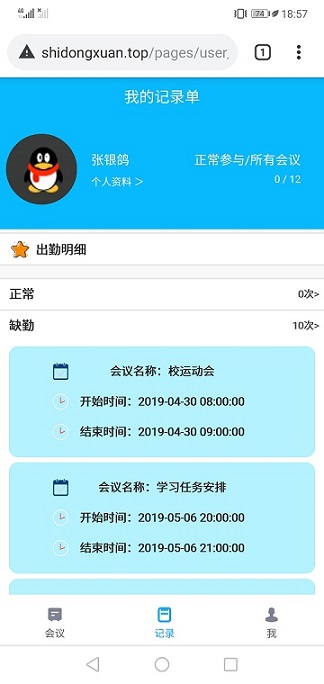 18:57
shidongxuan.top/pages/user_
1
我的记录单
张银鸽
正常参与/所有会议
个人资料 >
0 / 12
出勤明细
正常
0次>
缺勤
10次>
会议名称：校运动会
开始时间：2019-04-30 08:00:00
结束时间：2019-04-30 09:00:00
会议名称：学习任务安排
开始时间：2019-05-06 20:00:00
结束时间：2019-05-06 21:00:00
会议
记录
我